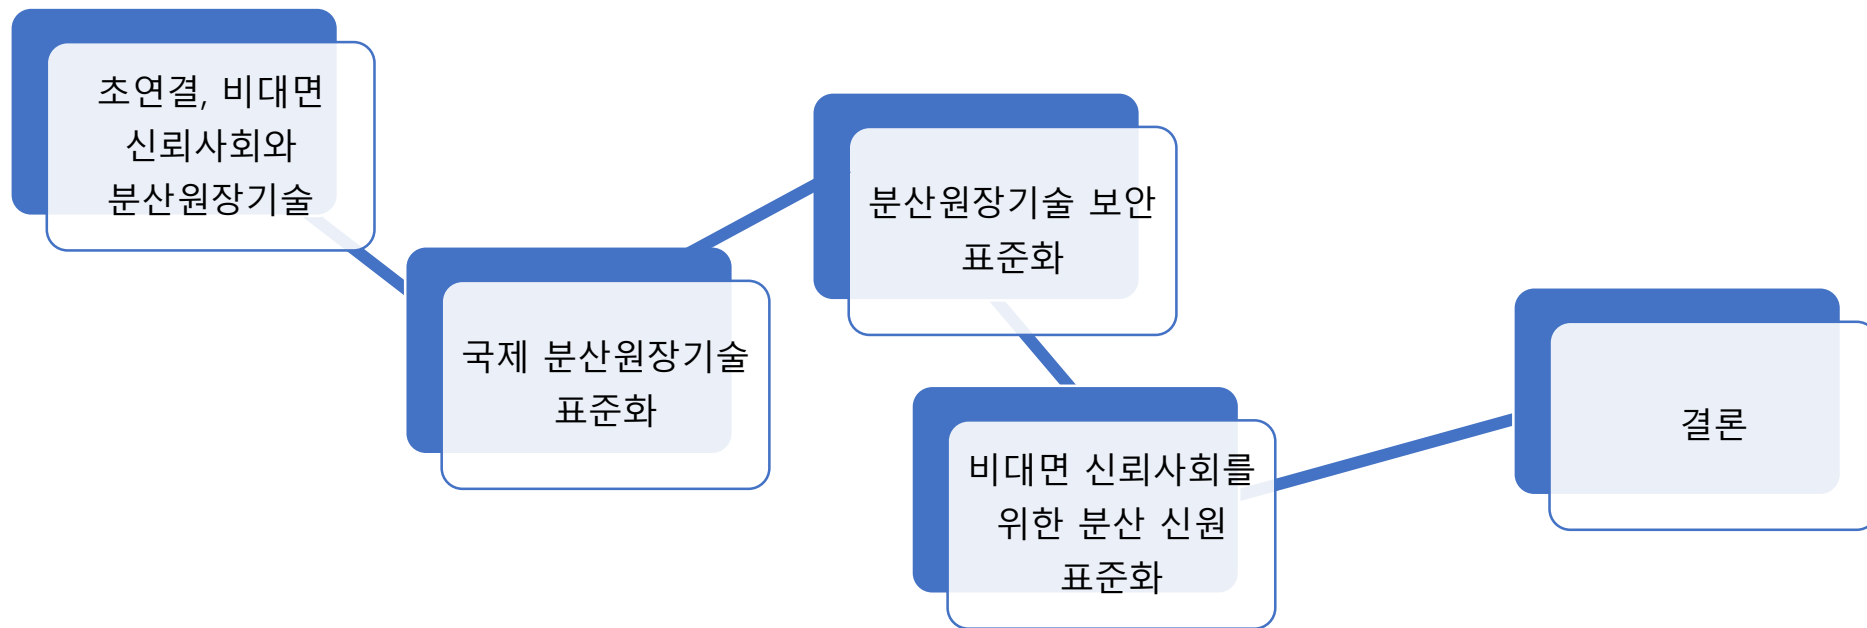 초연결, 비대면
신뢰사회와
분산원장기술
국제 분산원장기술
표준화
분산원장기술 보안
표준화
비대면 신뢰사회를
위한 분산 신원
표준화
결론